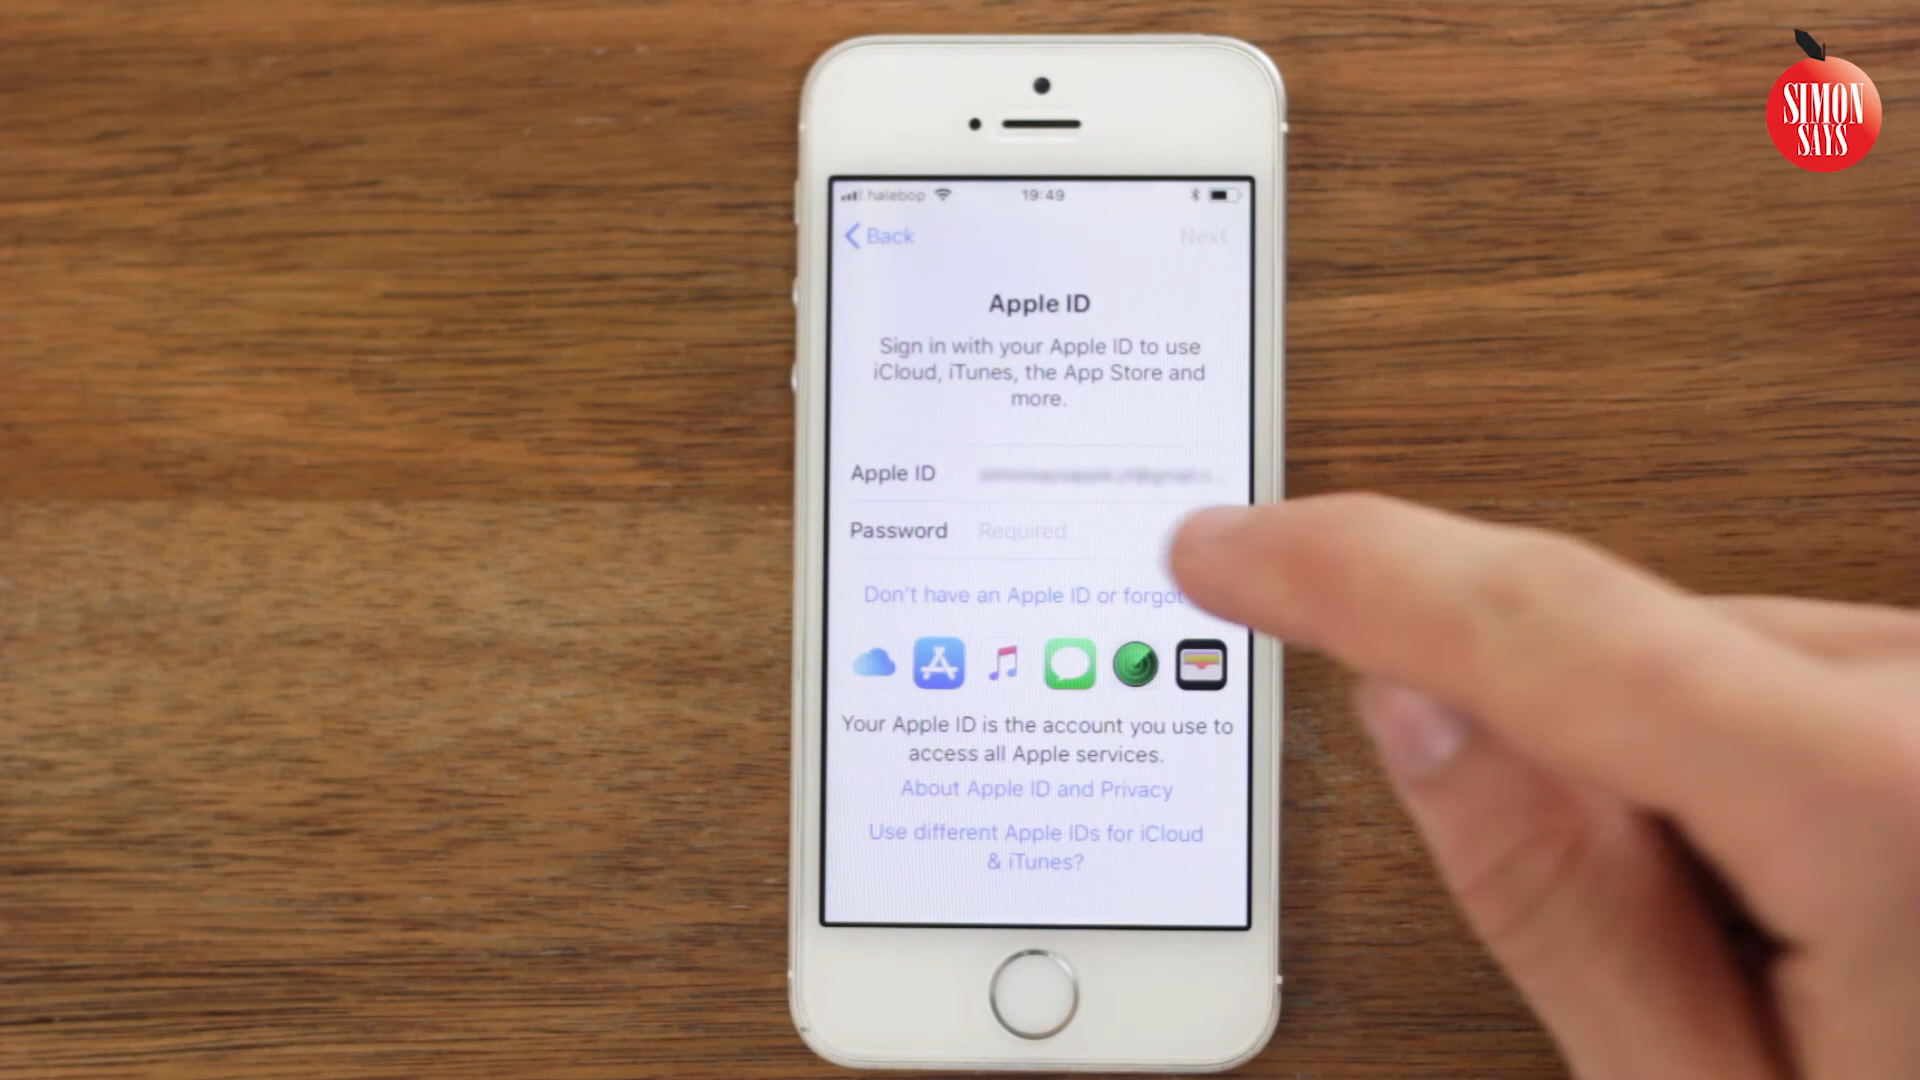 SIMON
SAYS
halebop 19:49
Back Next
Apple ID
Sign in with your Apple ID to use
iCloud, iTunes, the App Store and
more.
Apple ID
Password Required
Don't have an Apple ID or forgot
Your Apple ID is the account you use to
access all Apple services.
About Apple ID and Privacy
Use different Apple IDs for iCloud
& iTunes?